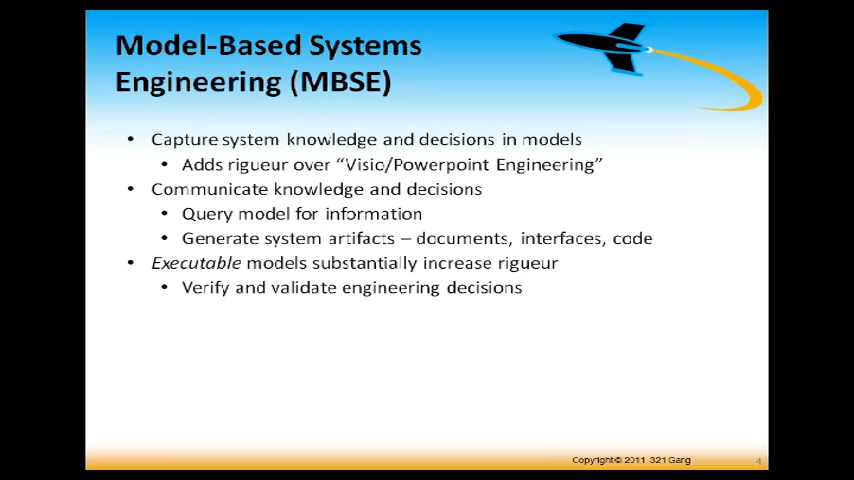 Model-Based Systems
Engineering (MBSE)
• Capture system knowledge and decisions in models
• Adds rigueur over “Visio/Powerpoint Engineering”
• Communicate knowledge and decisions
• Query model for information
• Generate system artifacts – documents, interfaces, code
• Executable models substantially increase rigueur
• Verify and validate engineering decisions
Copyright © 2011 321 Gang
4